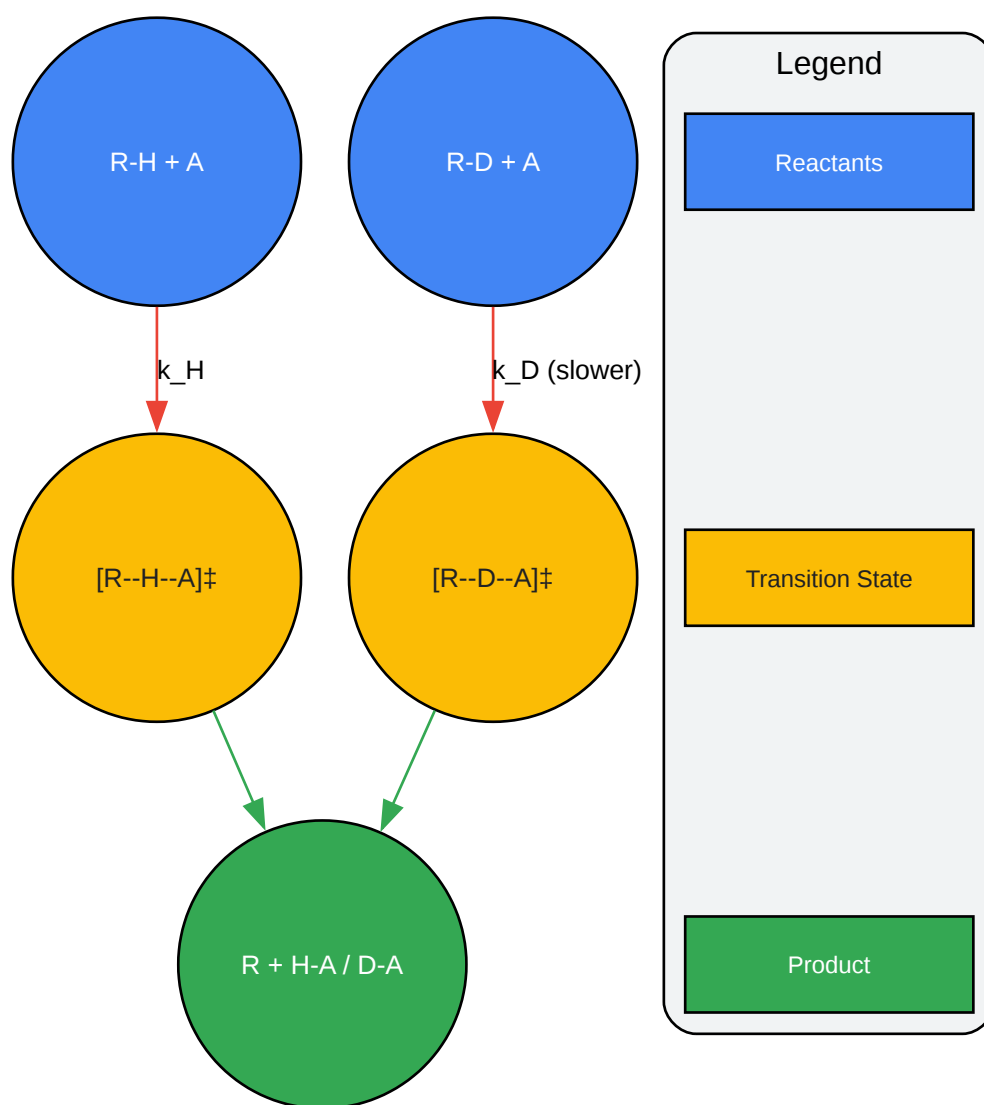 Legend
R-H + A
R-D + A
Reactants
k_H
k_D (slower)
[R--H--A]‡
[R--D--A]‡
Transition State
R + H-A / D-A
Product